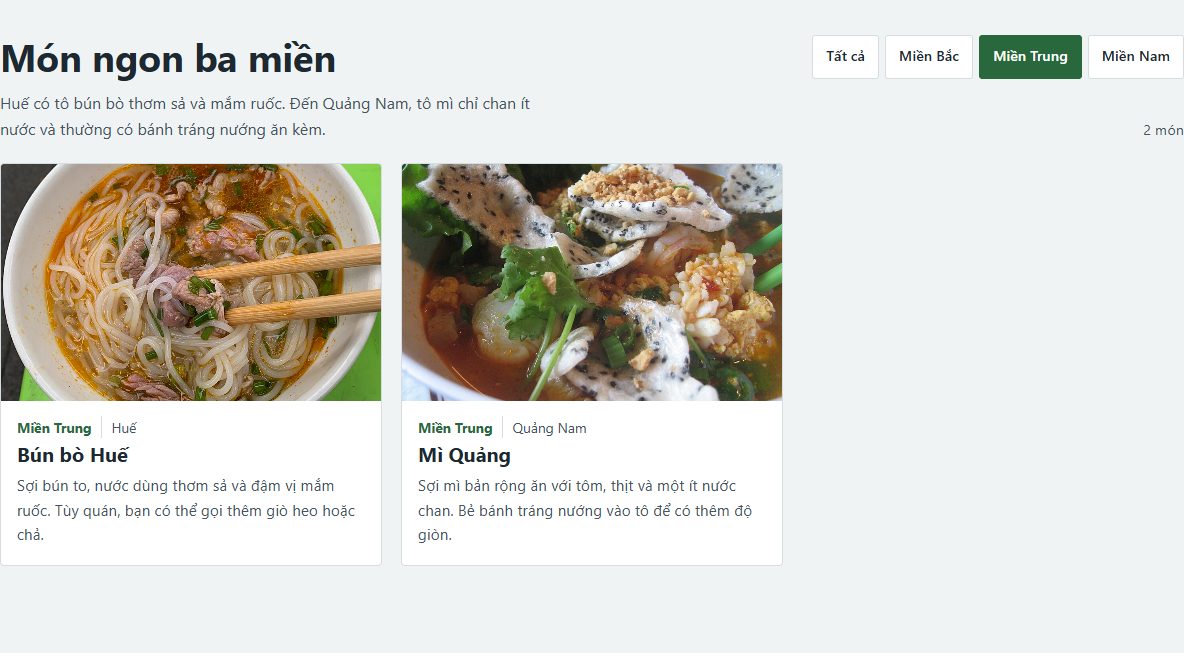 Món ngon ba miền
Tất cả
Miền Bắc
Miền Trung
Miền Nam
Huế có tô bún bò thơm sả và mắm ruốc. Đến Quảng Nam, tô mì chỉ chan ít
nước và thường có bánh tráng nướng ăn kèm.
2 món
Miền Trung
Huế
Bún bò Huế
Sợi bún to, nước dùng thơm sả và đậm vị mắm
ruốc. Tùy quán, bạn có thể gọi thêm giò heo hoặc
chả.
Miền Trung
Quảng Nam
Mì Quảng
Sợi mì bản rộng ăn với tôm, thịt và một ít nước
chan. Bẻ bánh tráng nướng vào tô để có thêm độ
giòn.